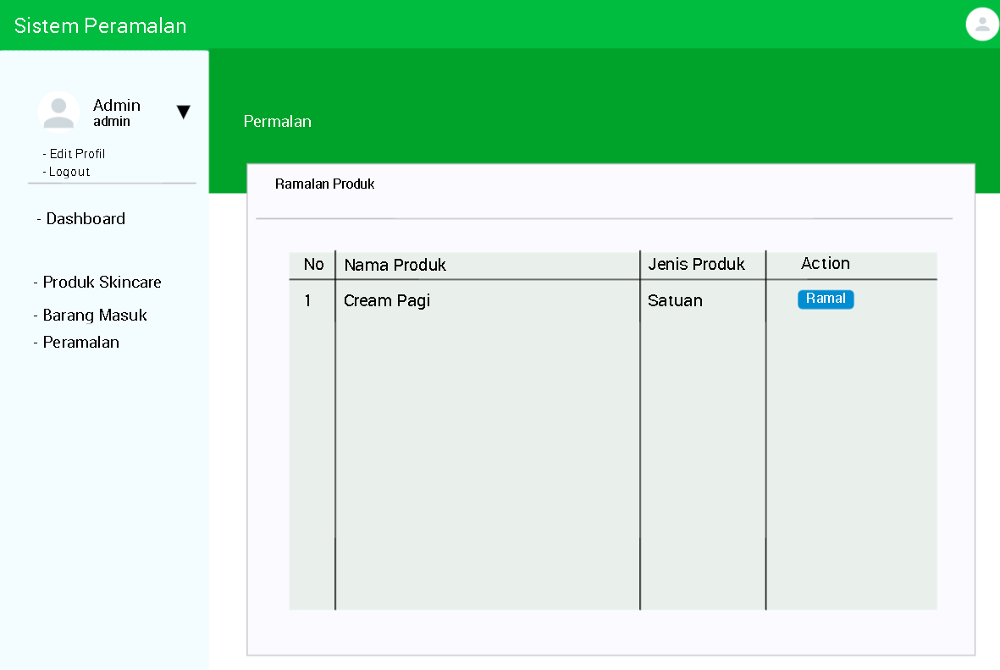 Sistem Peramalan
Admin
admin
- Edit Profil
- Logout
- Dashboard
- Produk Skincare
- Barang Masuk
- Peramalan
Permalan
Ramalan Produk
No Nama Produk Jenis Produk Action
1 Cream Pagi Satuan Ramal